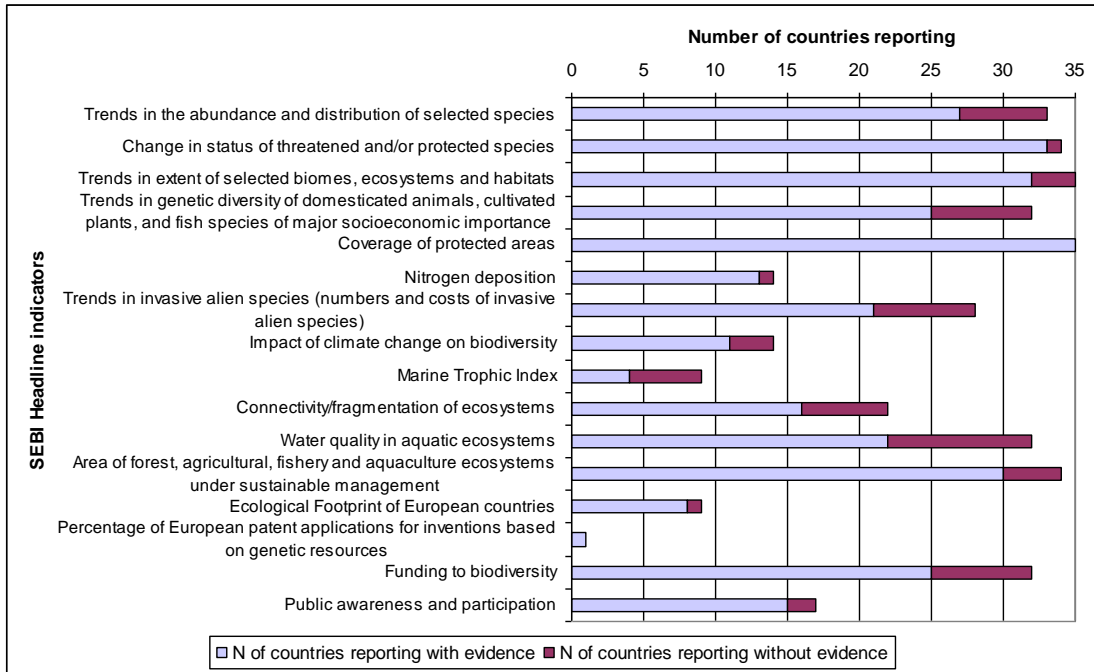 Number of countries reporting
0 5 10 15 20 25 30 35
SEBI Headline indicators
Trends in the abundance and distribution of selected species
Change in status of threatened and/or protected species
Trends in extent of selected biomes, ecosystems and habitats
Trends in genetic diversity of domesticated animals, cultivated
plants, and fish species of major socioeconomic importance
Coverage of protected areas
Nitrogen deposition
Trends in invasive alien species (numbers and costs of invasive
alien species)
Impact of climate change on biodiversity
Marine Trophic Index
Connectivity/fragmentation of ecosystems
Water quality in aquatic ecosystems
Area of forest, agricultural, fishery and aquaculture ecosystems
under sustainable management
Ecological Footprint of European countries
Percentage of European patent applications for inventions based
on genetic resources
Funding to biodiversity
Public awareness and participation
N of countries reporting with evidence N of countries reporting without evidence